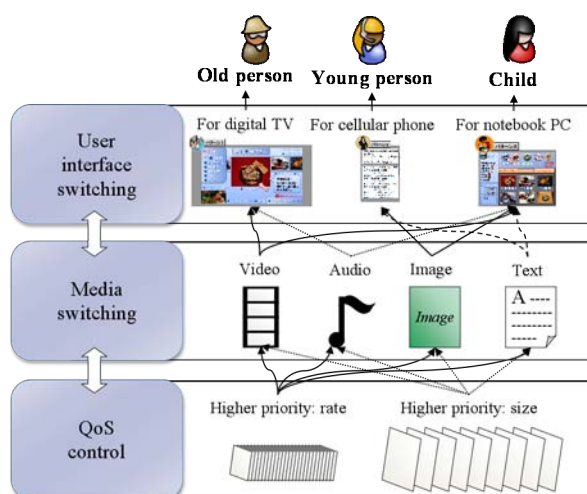 Old person
Young person
Child
User
interface
switching
For digital TV
For cellular phone
For notebook PC
Media
switching
Video
Audio
Image
Text
Image
A
QoS
control
Higher priority: rate
Higher priority: size